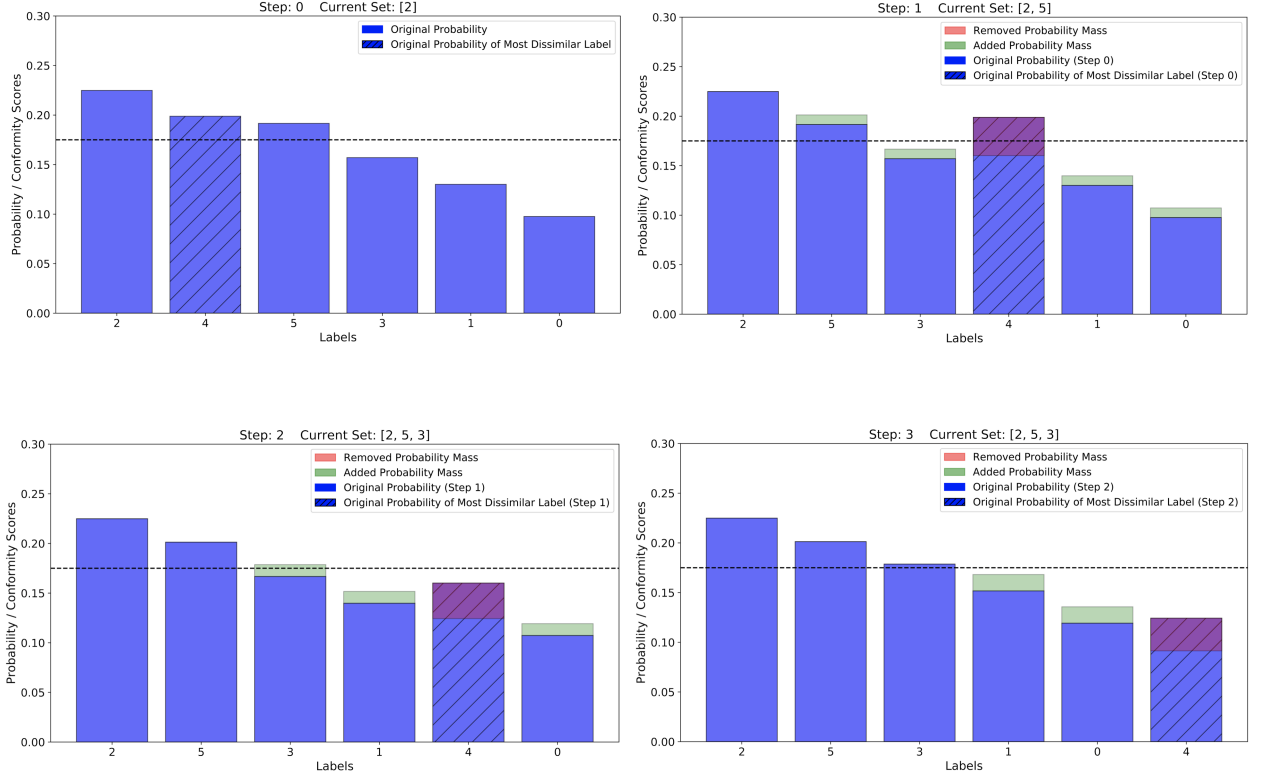 Step: 0    Current Set: [2]
Original Probability
Original Probability of Most Dissimilar Label
Probability / Conformity Scores
0.30
0.25
0.20
0.15
0.10
0.05
0.00
2 4 5 3 1 0
Labels
Step: 1    Current Set: [2, 5]
Removed Probability Mass
Added Probability Mass
Original Probability (Step 0)
Original Probability of Most Dissimilar Label (Step 0)
Probability / Conformity Scores
0.30
0.25
0.20
0.15
0.10
0.05
0.00
2 5 3 4 1 0
Labels
Step: 2    Current Set: [2, 5, 3]
Removed Probability Mass
Added Probability Mass
Original Probability (Step 1)
Original Probability of Most Dissimilar Label (Step 1)
Probability / Conformity Scores
0.30
0.25
0.20
0.15
0.10
0.05
0.00
2 5 3 1 4 0
Labels
Step: 3    Current Set: [2, 5, 3]
Removed Probability Mass
Added Probability Mass
Original Probability (Step 2)
Original Probability of Most Dissimilar Label (Step 2)
Probability / Conformity Scores
0.30
0.25
0.20
0.15
0.10
0.05
0.00
2 5 3 1 0 4
Labels